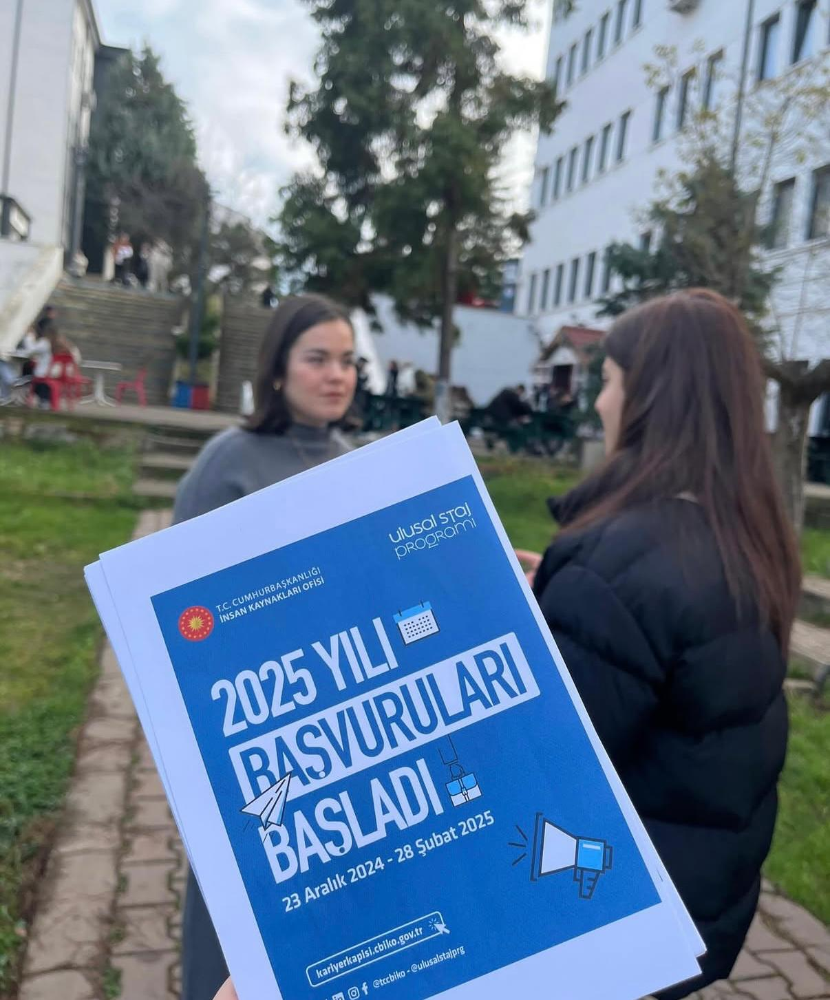 ulusal staj
programı
T.C. CUMHURBAŞKANLIĞI
İNSAN KAYNAKLARI OFİSİ
2025 YILI
BAŞVURULARI
BAŞLADI
23 Aralık 2024 - 28 Şubat 2025
kariyerkapisi.cbiko.gov.tr
@tccbiko - @ulusalstajprg